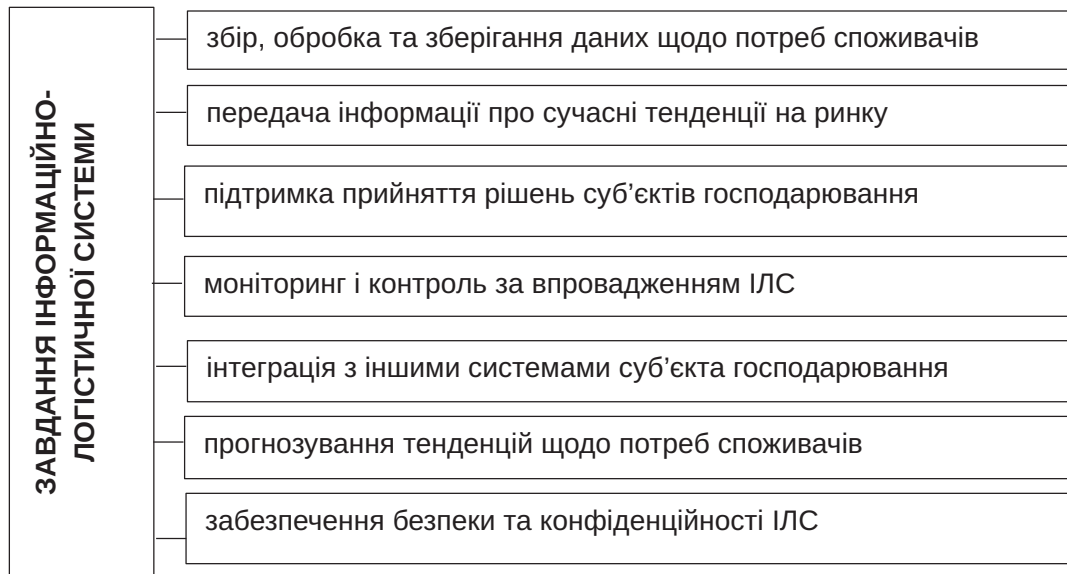 ЗАВДАННЯ ІНФОРМАЦІЙНО-
ЛОГІСТИЧНОЇ СИСТЕМИ
збір, обробка та зберігання даних щодо потреб споживачів
передача інформації про сучасні тенденції на ринку
підтримка прийняття рішень суб’єктів господарювання
моніторинг і контроль за впровадженням ІЛС
інтеграція з іншими системами суб’єкта господарювання
прогнозування тенденцій щодо потреб споживачів
забезпечення безпеки та конфіденційності ІЛС